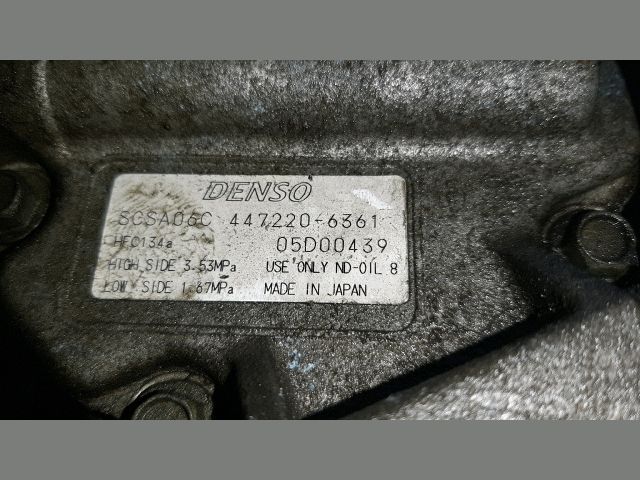 DENSO
SCSA06C 447220-6361
HFC134a 05D00439
HIGH SIDE 3.53MPa USE ONLY ND-OIL 8
LOW SIDE 1.67MPa MADE IN JAPAN